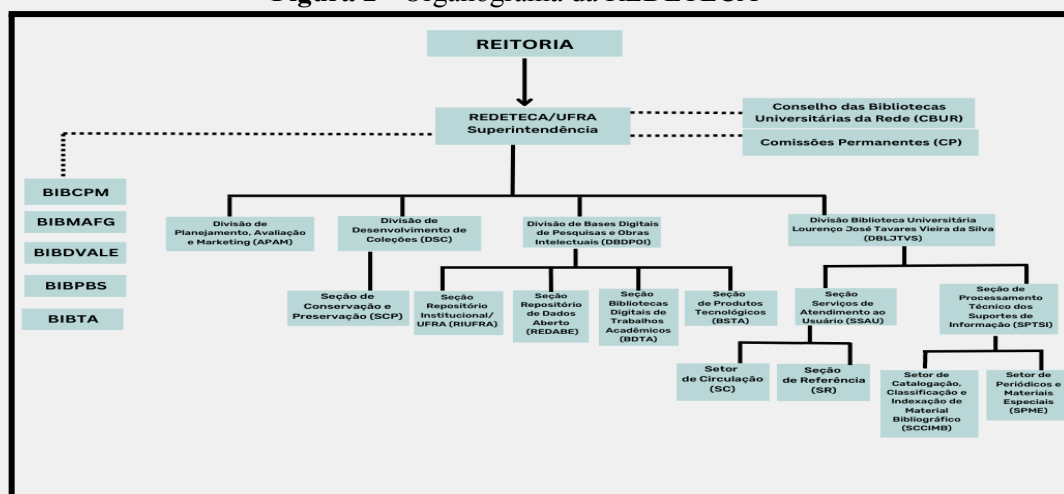 REITORIA
REDETECA/UFRA
Superintendência
Conselho das Bibliotecas
Universitárias da Rede (CBUR)
Comissões Permanentes (CP)
BIBCPM
BIBMAFG
BIBDVALE
BIBPBS
BIBTA
Divisão de
Planejamento, Avaliação
e Marketing (APAM)
Divisão de
Desenvolvimento de
Coleções (DSC)
Divisão de Bases Digitais
de Pesquisas e Obras
Intelectuais (DBDPOI)
Divisão Biblioteca Universitária
Lourenço José Tavares Vieira da Silva
(DBLJTVS)
Seção de
Conservação e
Preservação (SCP)
Seção
Repositório
Institucional/
UFRA (RIUFRA)
Seção
Repositório
de Dados
Aberto
(REDABE)
Seção
Bibliotecas
Digitais de
Trabalhos
Acadêmicos
(BDTA)
Seção
de Produtos
Tecnológicos
(BSTA)
Seção
Serviços de
Atendimento ao
Usuário (SSAU)
Seção de
Processamento
Técnico dos
Suportes de
Informação (SPTSI)
Setor
de Circulação
(SC)
Seção
de Referência
(SR)
Setor de
Catalogação,
Classificação e
Indexação de
Material
Bibliográfico
(SCCIMB)
Setor de
Periódicos e
Materiais
Especiais
(SPME)